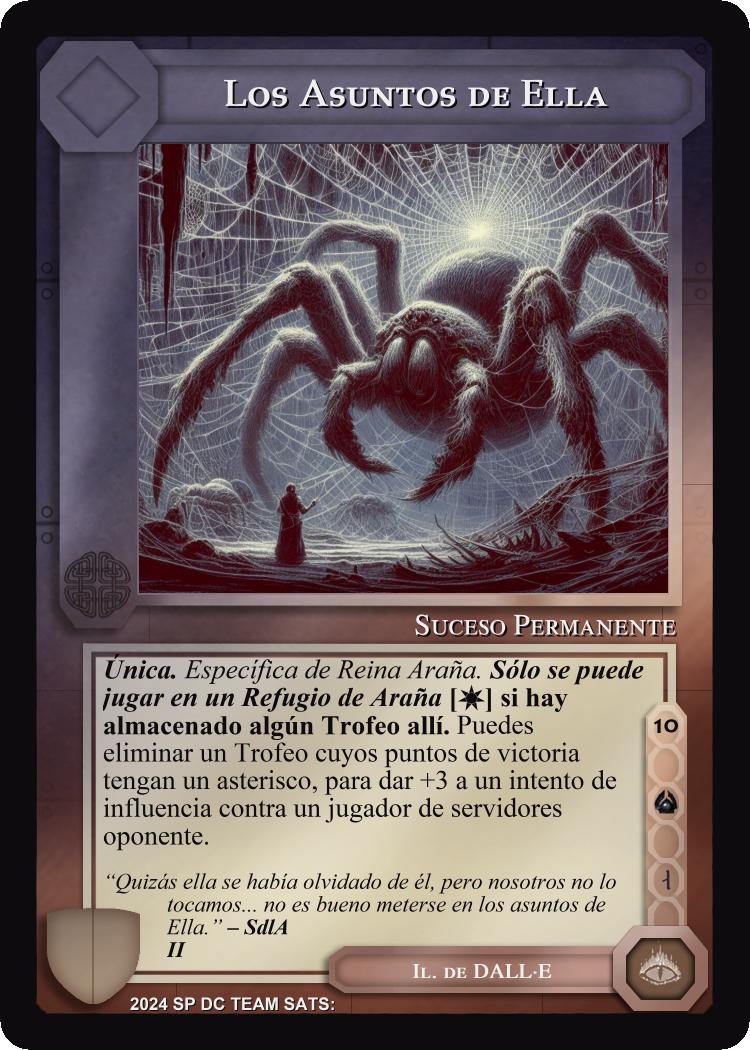 Los Asuntos de Ella
Suceso Permanente
Única. Específica de Reina Araña. Sólo se puede
jugar en un Refugio de Araña [✷] si hay
almacenado algún Trofeo allí. Puedes
eliminar un Trofeo cuyos puntos de victoria
tengan un asterisco, para dar +3 a un intento de
influencia contra un jugador de servidores
oponente.
10
“Quizás ella se había olvidado de él, pero nosotros no lo
tocamos... no es bueno meterse en los asuntos de
Ella.” – SdlA
II
Il. de DALL·E
2024 SP DC TEAM SATS: